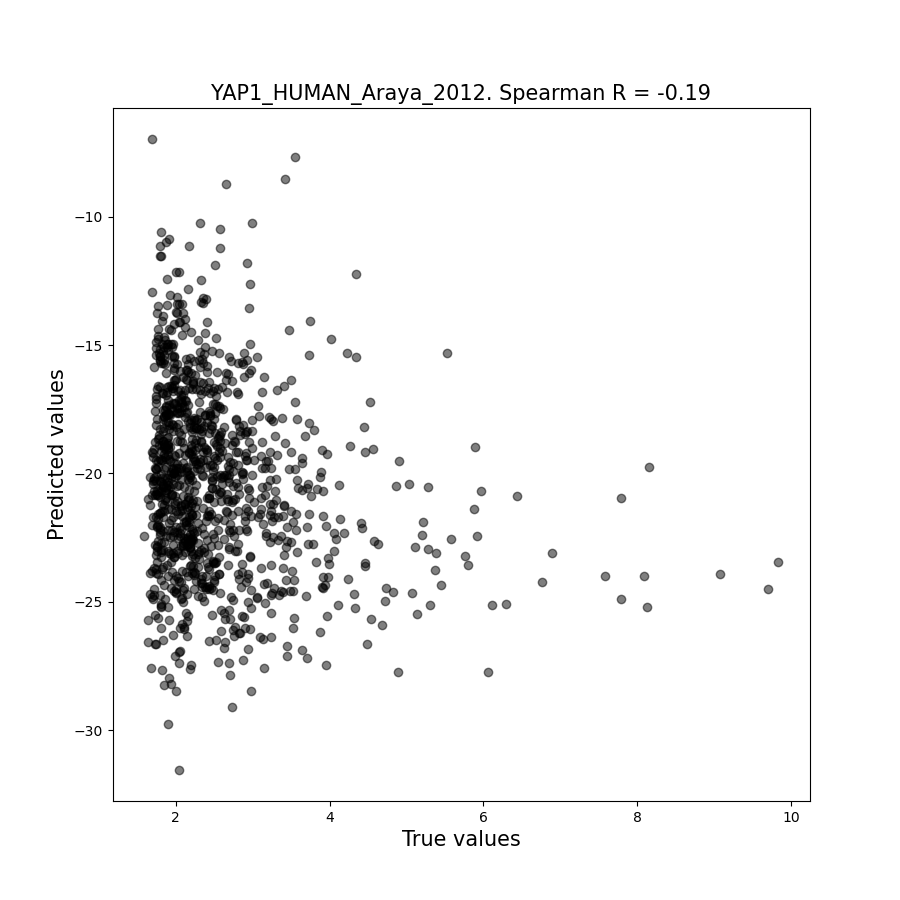 YAP1_HUMAN_Araya_2012. Spearman R = -0.19
Predicted values
−10
−15
−20
−25
−30
2 4 6 8 10
True values